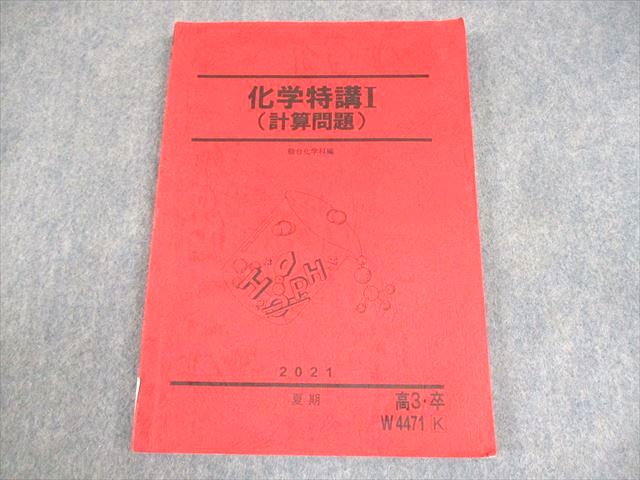 化学特講I
(計算問題)
駿台化学科編
2021
夏期
高3・卒
W4471 K